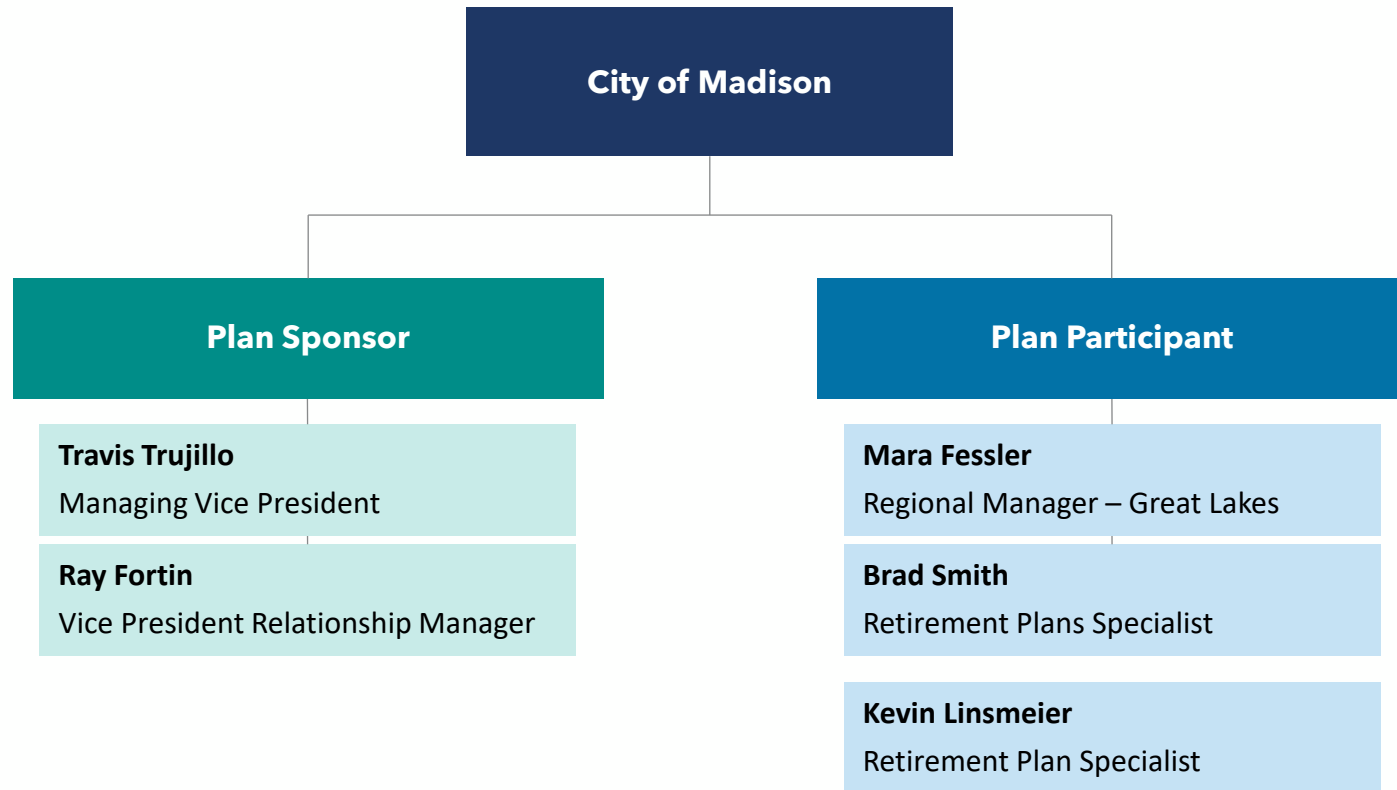 City of Madison
Plan Sponsor
Travis Trujillo
Managing Vice President
Ray Fortin
Vice President Relationship Manager
Plan Participant
Mara Fessler
Regional Manager – Great Lakes
Brad Smith
Retirement Plans Specialist
Kevin Linsmeier
Retirement Plan Specialist